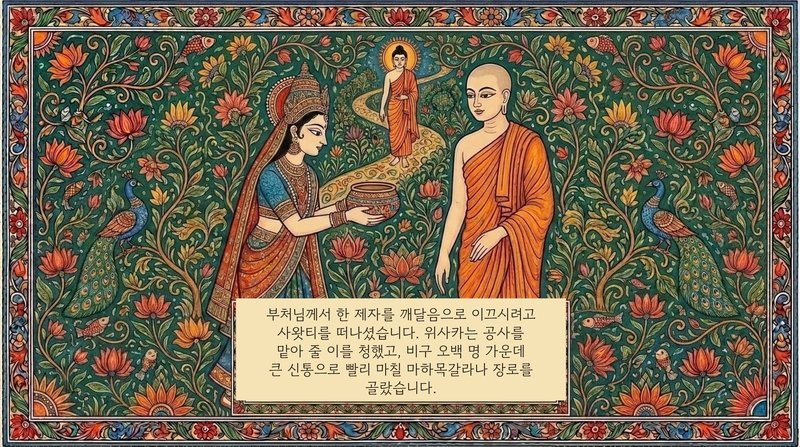 부처님께서 한 제자를 깨달음으로 이끄시려고
사왓티를 떠나셨습니다. 위사카는 공사를
맡아 줄 이를 청했고, 비구 오백 명 가운데
큰 신통으로 빨리 마칠 마하목갈라나 장로를
골랐습니다.